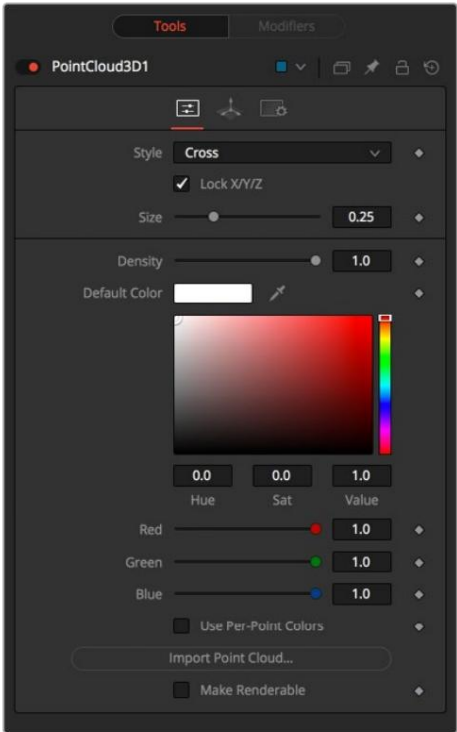 Tools Modifiers
PointCloud3D1
Style Cross
Lock X/Y/Z
Size 0.25
Density 1.0
Default Color
0.0 0.0 1.0
Hue Sat Value
Red 1.0
Green 1.0
Blue 1.0
Use Per-Point Colors
Import Point Cloud...
Make Renderable